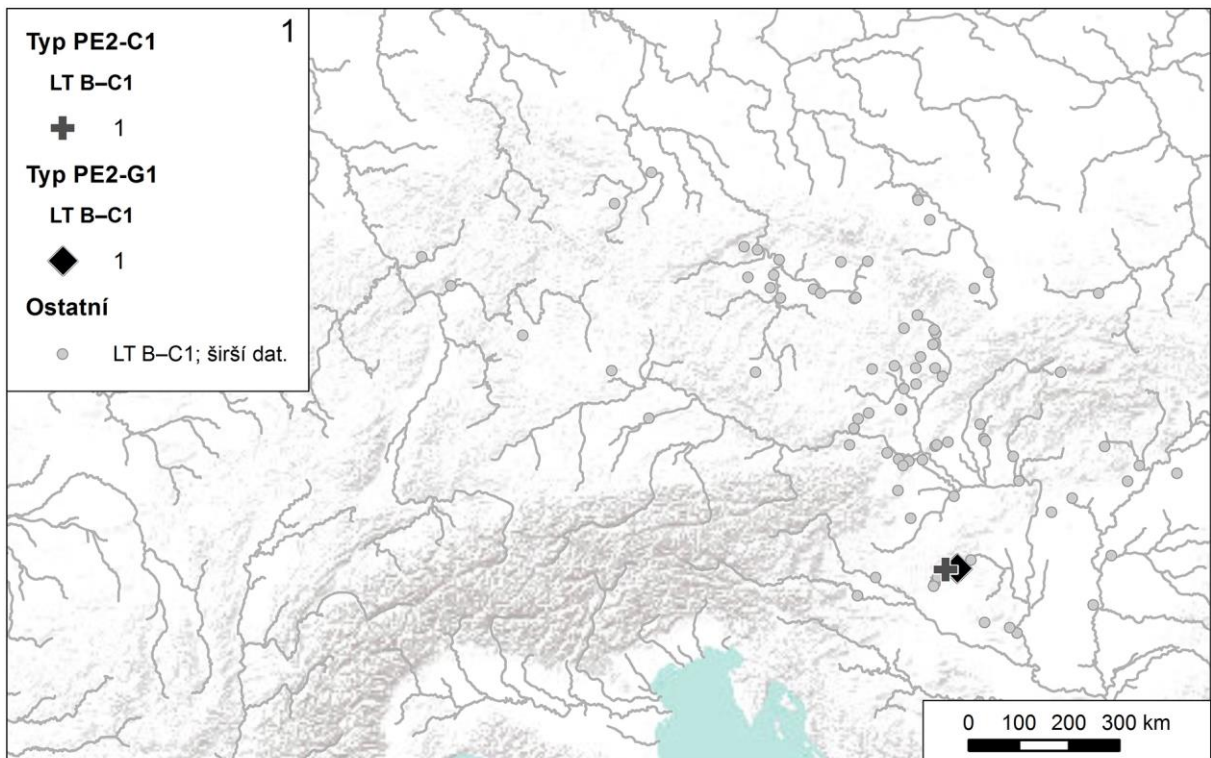 1
Typ PE2-C1
LT B–C1
1
Typ PE2-G1
LT B–C1
1
Ostatní
LT B–C1; širší dat.
0 100 200 300 km